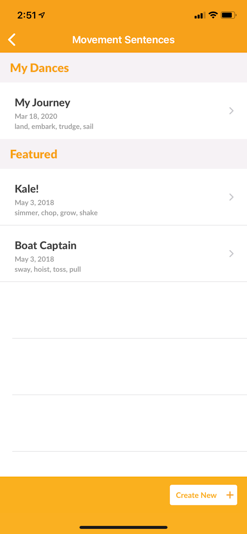 2:51
Movement Sentences
My Dances
My Journey
Mar 18, 2020
land, embark, trudge, sail
Featured
Kale!
May 3, 2018
simmer, chop, grow, shake
Boat Captain
May 3, 2018
sway, hoist, toss, pull
Create New +